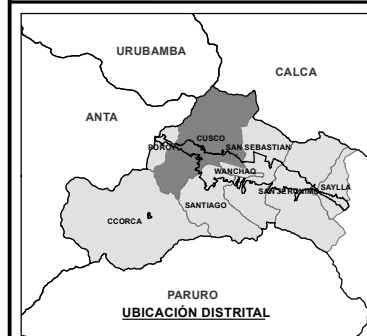 URUBAMBA
CALCA
ANTA
CUSCO
POROY
SAN SEBASTIAN
WANCHAQ
SAN JERONIMO
SAYLLA
SANTIAGO
CCORCA
PARURO
UBICACIÓN DISTRITAL